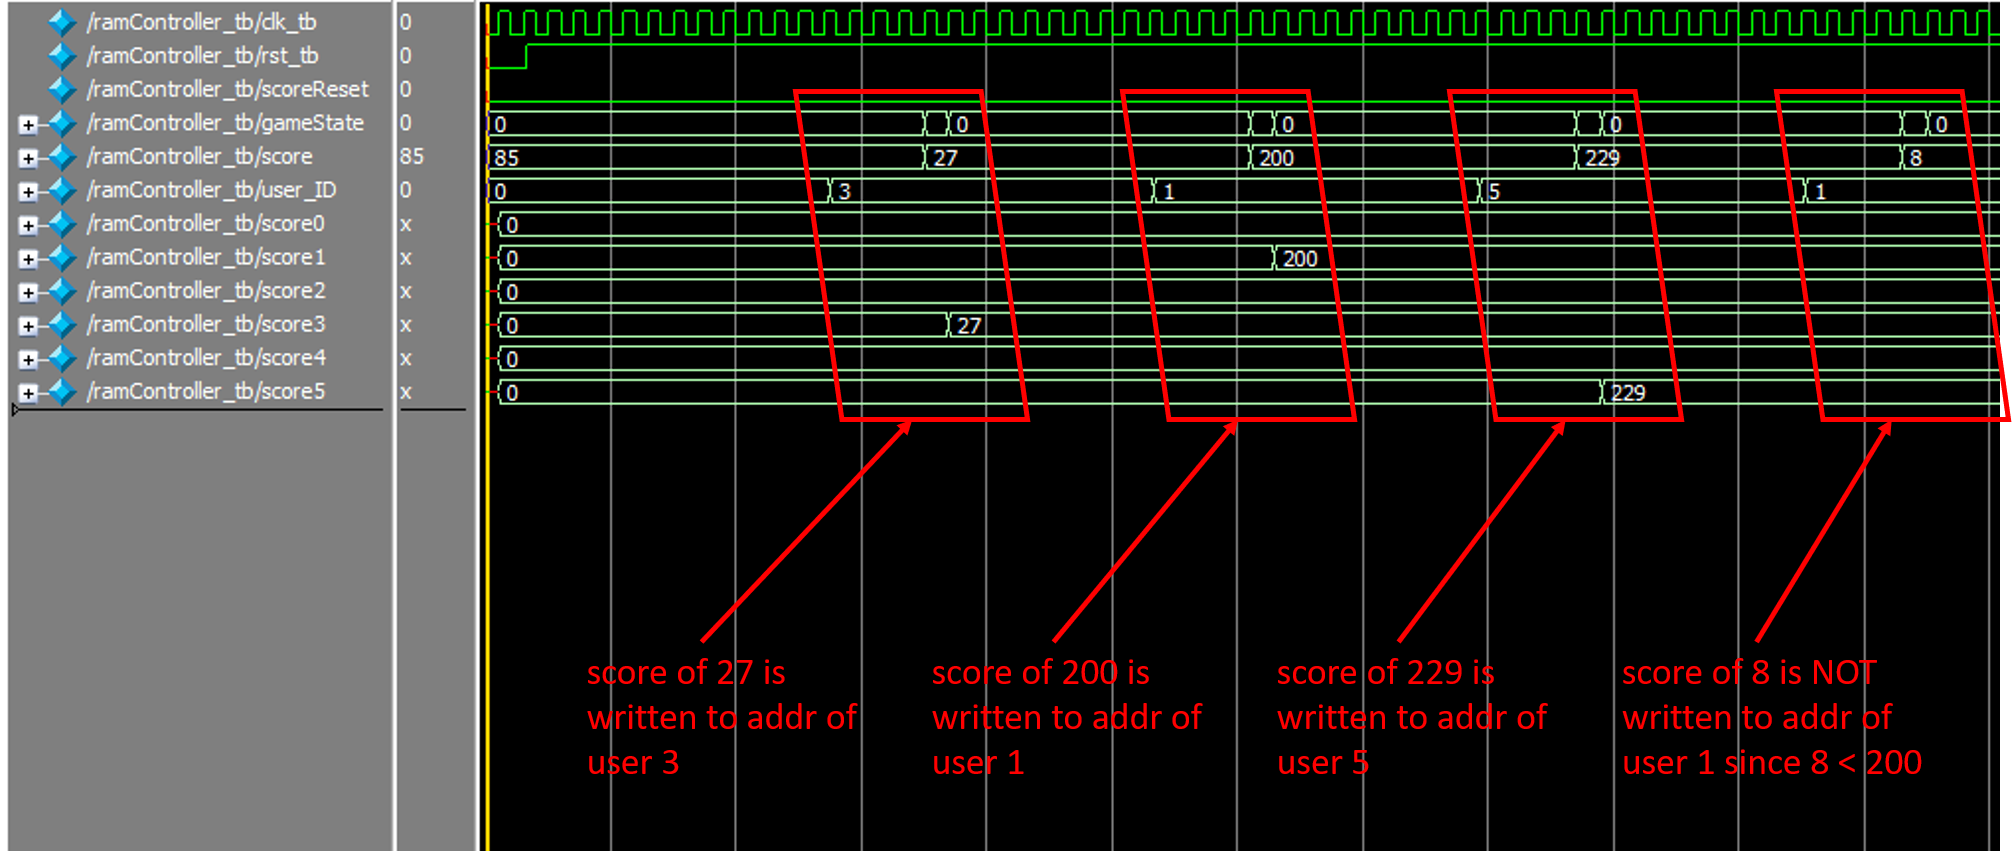 /ramController_tb/clk_tb 0
/ramController_tb/rst_tb 0
/ramController_tb/scoreReset 0
/ramController_tb/gameState 0 0 0 0 0 0
/ramController_tb/score 85 85 27 200 229 8
/ramController_tb/user_ID 0 0 3 1 5 1
/ramController_tb/score0 x 0
/ramController_tb/score1 x 0 200
/ramController_tb/score2 x 0
/ramController_tb/score3 x 0 27
/ramController_tb/score4 x 0
/ramController_tb/score5 x 0 229
score of 27 is
written to addr of
user 3
score of 200 is
written to addr of
user 1
score of 229 is
written to addr of
user 5
score of 8 is NOT
written to addr of
user 1 since 8 < 200